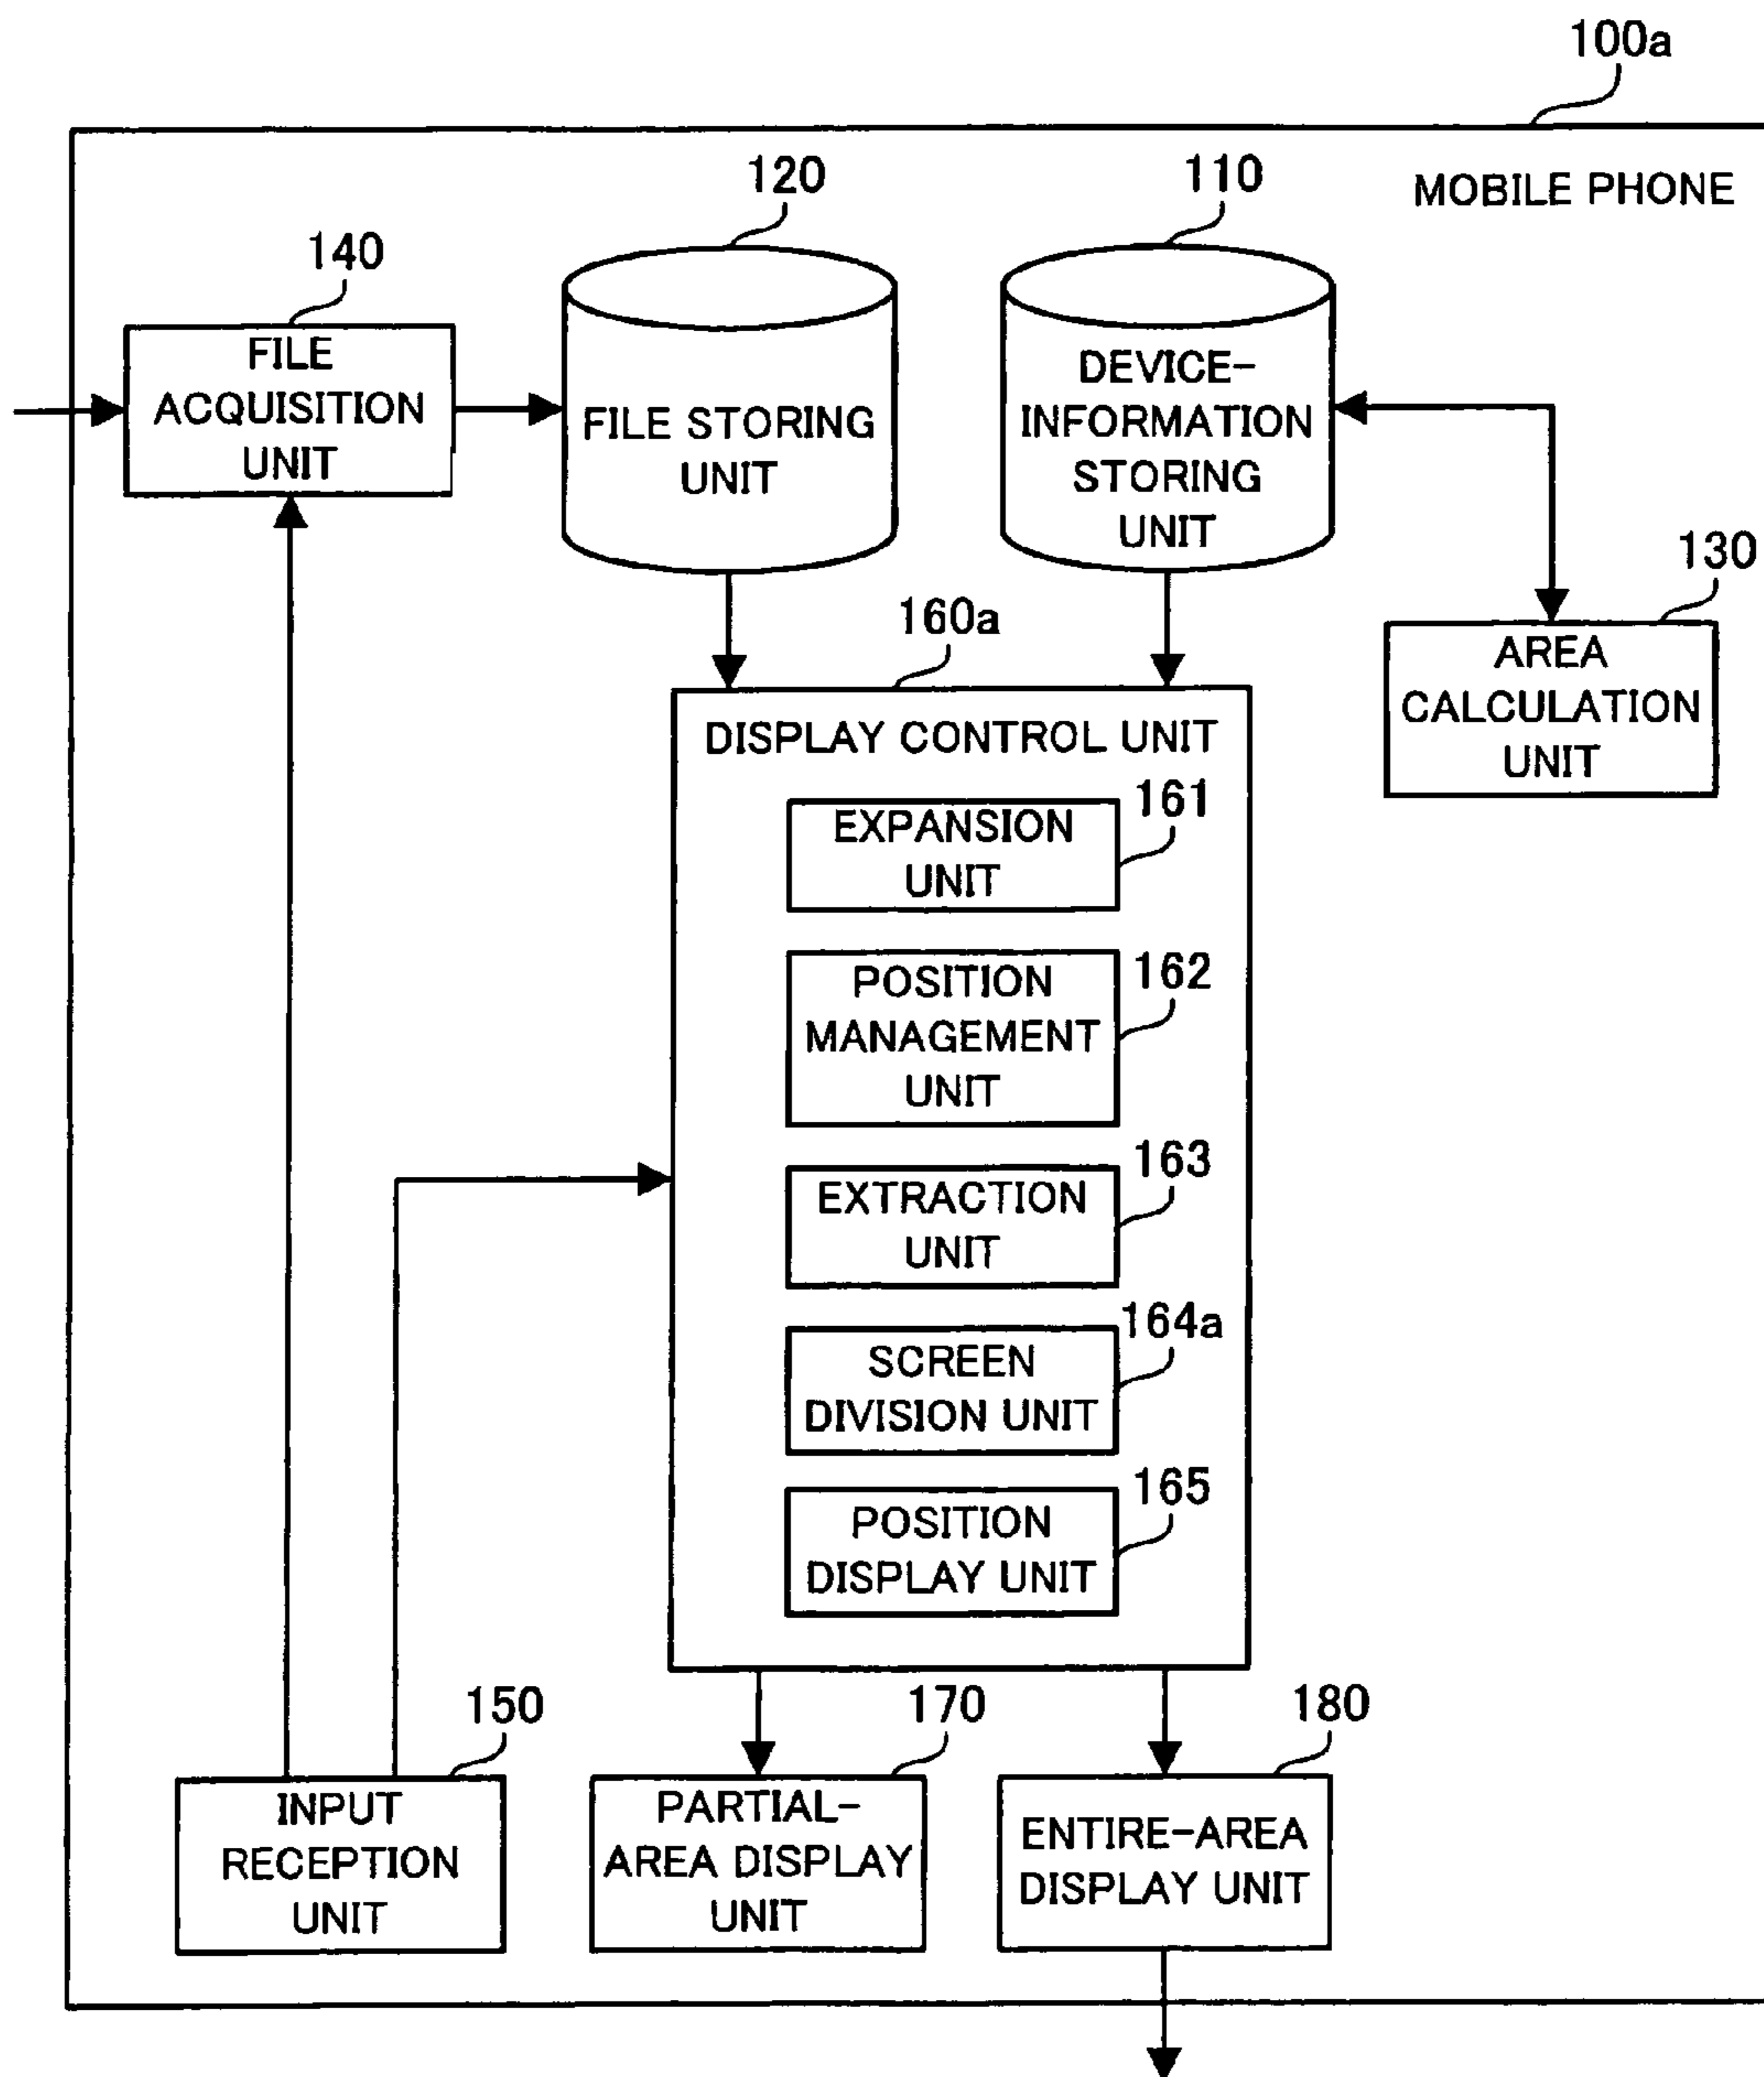 100a
MOBILE PHONE
120
110
140
FILE
ACQUISITION
UNIT
FILE STORING
UNIT
DEVICE-
INFORMATION
STORING
UNIT
130
AREA
CALCULATION
UNIT
160a
DISPLAY CONTROL UNIT
161
EXPANSION
UNIT
162
POSITION
MANAGEMENT
UNIT
163
EXTRACTION
UNIT
164a
SCREEN
DIVISION UNIT
165
POSITION
DISPLAY UNIT
150
INPUT
RECEPTION
UNIT
170
PARTIAL-
AREA DISPLAY
UNIT
180
ENTIRE-AREA
DISPLAY UNIT